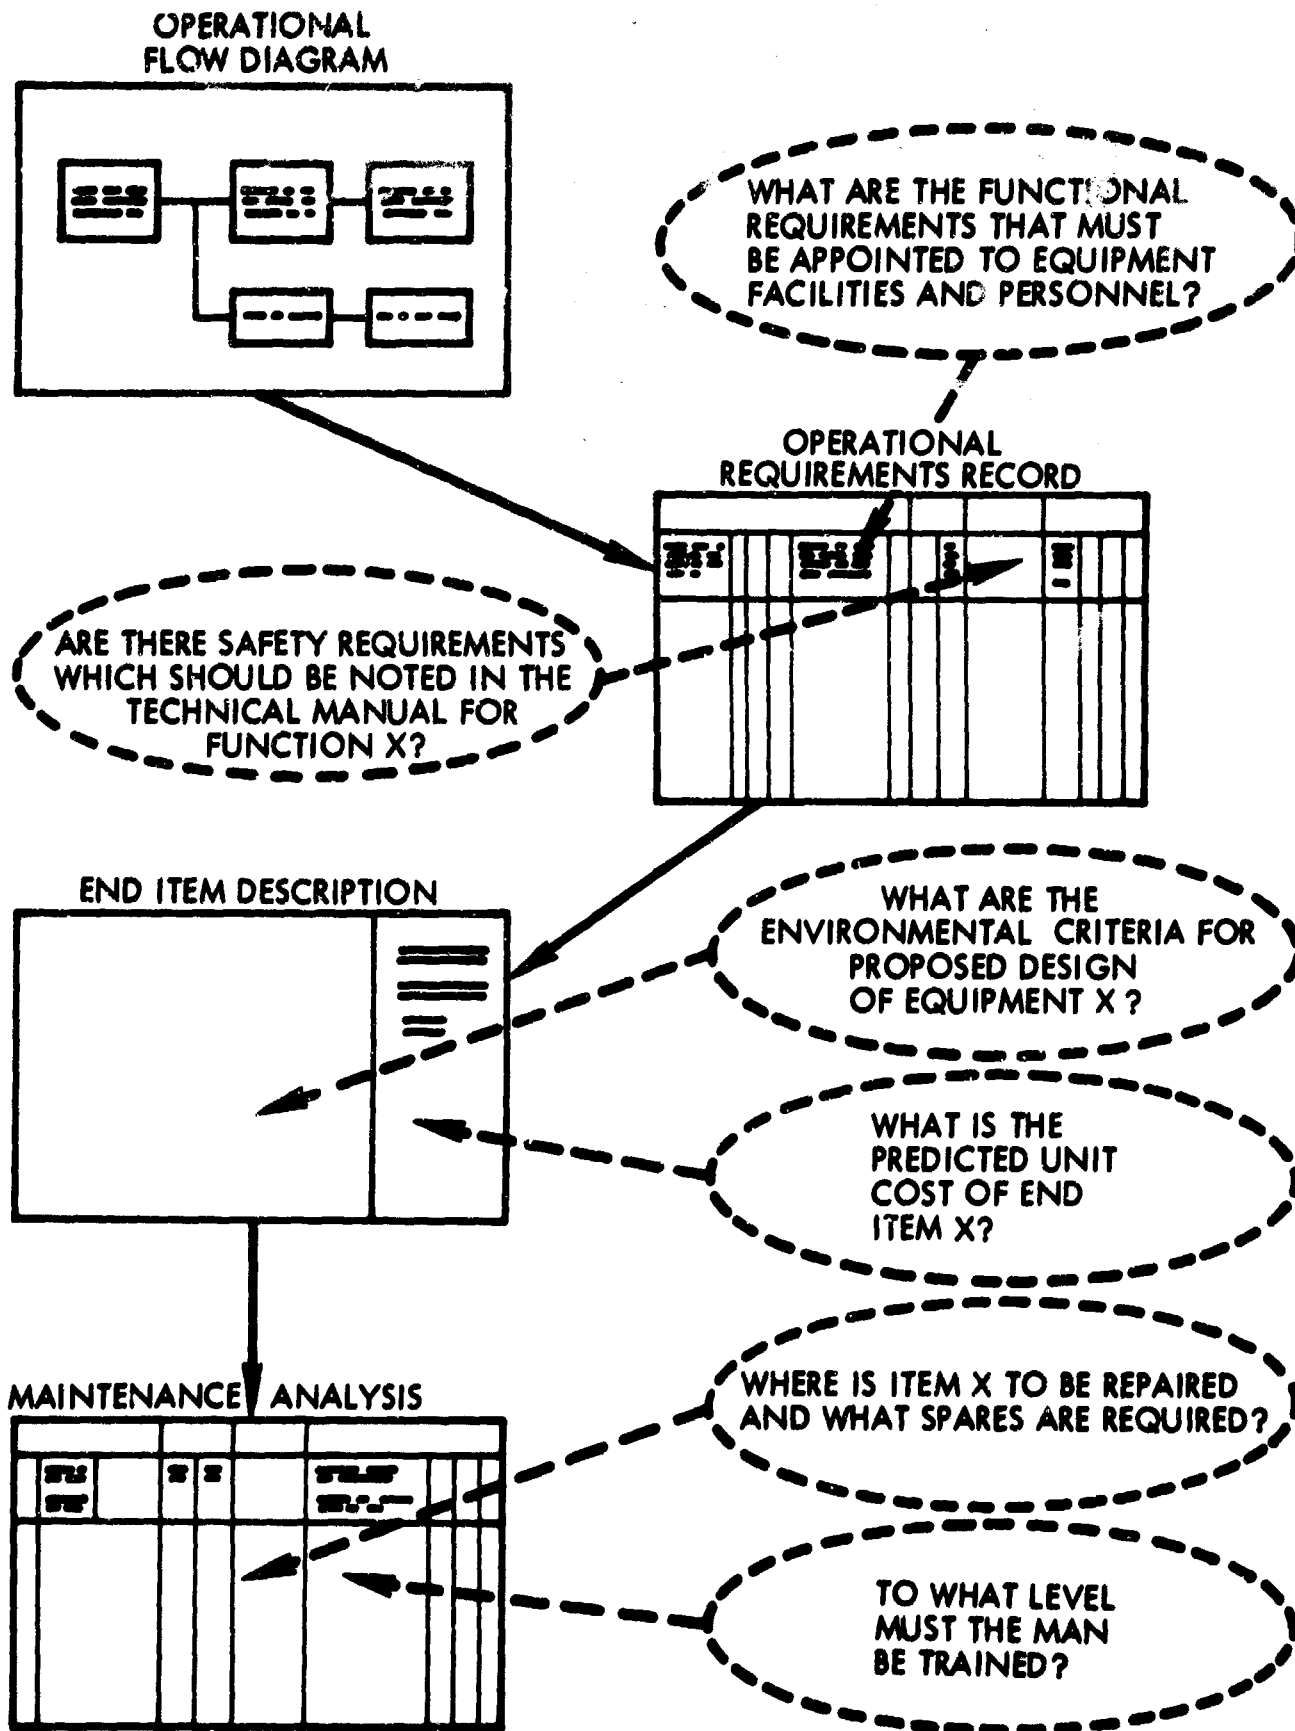 OPERATIONAL
FLOW DIAGRAM
WHAT ARE THE FUNCTIONAL
REQUIREMENTS THAT MUST
BE APPOINTED TO EQUIPMENT
FACILITIES AND PERSONNEL?
OPERATIONAL
REQUIREMENTS RECORD
ARE THERE SAFETY REQUIREMENTS
WHICH SHOULD BE NOTED IN THE
TECHNICAL MANUAL FOR
FUNCTION X?
END ITEM DESCRIPTION
WHAT ARE THE
ENVIRONMENTAL CRITERIA FOR
PROPOSED DESIGN
OF EQUIPMENT X ?
WHAT IS THE
PREDICTED UNIT
COST OF END
ITEM X?
MAINTENANCE ANALYSIS
WHERE IS ITEM X TO BE REPAIRED
AND WHAT SPARES ARE REQUIRED?
TO WHAT LEVEL
MUST THE MAN
BE TRAINED?